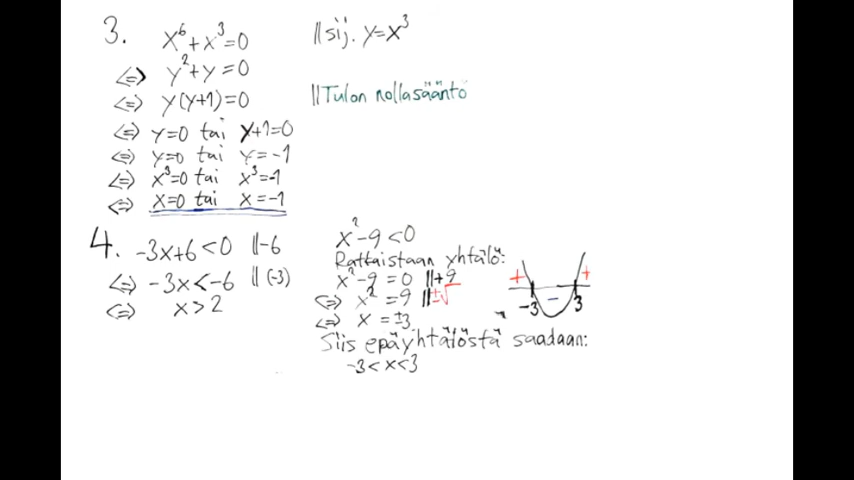 3. x⁶+x³=0 ||sij. y=x³
<=> y²+y=0
<=> y(y+1)=0 ||Tulon nollasääntö
<=> y=0 tai y+1=0
<=> y=0 tai y=-1
<=> x³=0 tai x³=-1
<=> x=0 tai x=-1
4. -3x+6<0 ||-6
<=> -3x<-6 ||(-3)
<=> x>2
x²-9<0
Ratkaistaan yhtälö:
x²-9=0 ||+9
<=> x²=9 ||±√
<=> x=±3
Siis epäyhtälöstä saadaan:
-3<x<3
+ +
-3 - 3